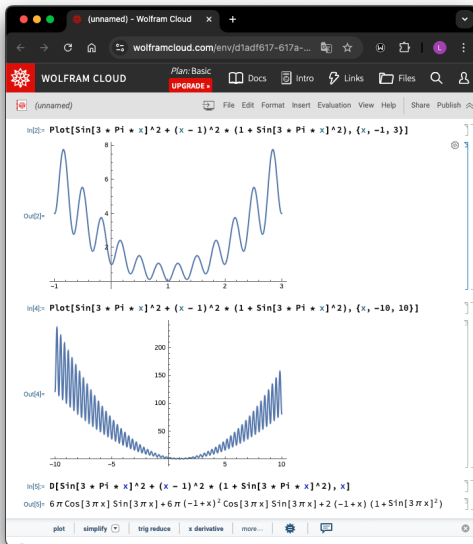 (unnamed) - Wolfram Cloud
wolframcloud.com/env/d1adf617-617a-...
L
WOLFRAM CLOUD
Plan: Basic
UPGRADE »
Docs
Intro
Links
Files
(unnamed)
File Edit Format Insert Evaluation View Help Share Publish
In[2]:= Plot[Sin[3 * Pi * x]^2 + (x - 1)^2 * (1 + Sin[3 * Pi * x]^2), {x, -1, 3}]
8
6
4
2
Out[2]=
-1 1 2 3
In[4]:= Plot[Sin[3 * Pi * x]^2 + (x - 1)^2 * (1 + Sin[3 * Pi * x]^2), {x, -10, 10}]
200
150
Out[4]=
100
50
-10 -5 5 10
In[5]:= D[Sin[3 * Pi * x]^2 + (x - 1)^2 * (1 + Sin[3 * Pi * x]^2), x]
Out[5]= 6 π Cos[3 π x] Sin[3 π x] + 6 π (-1 + x)² Cos[3 π x] Sin[3 π x] + 2 (-1 + x) (1 + Sin[3 π x]²)
plot simplify trig reduce x derivative more...